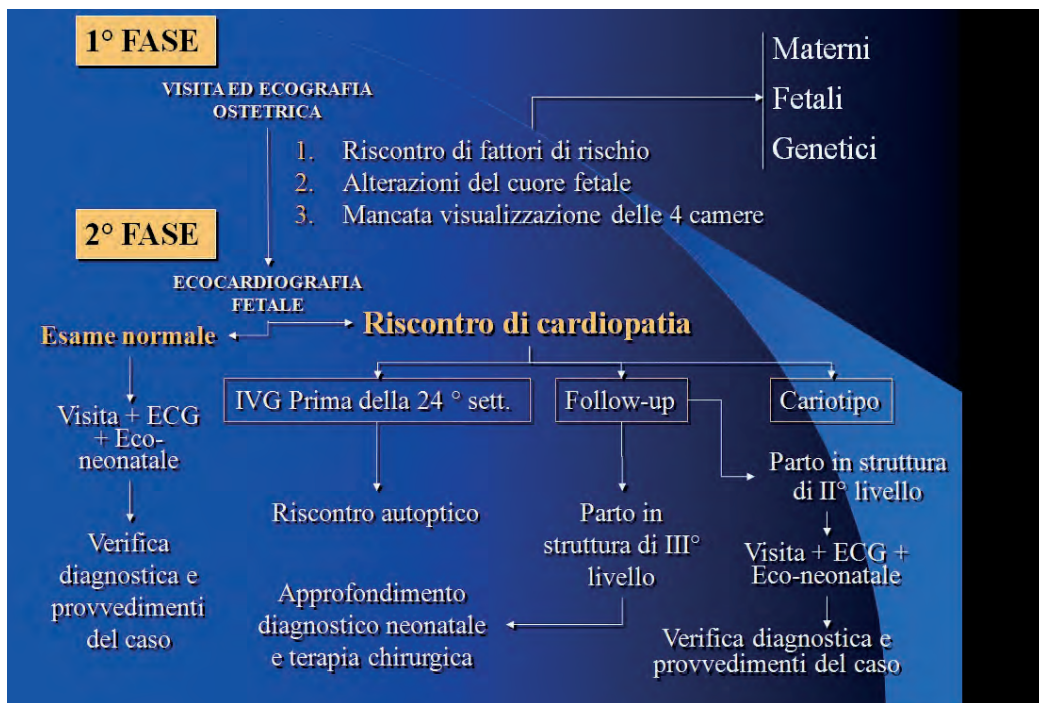 1° FASE
VISITA ED ECOGRAFIA
OSTETRICA
Materni
Fetali
Genetici
1. Riscontro di fattori di rischio
2. Alterazioni del cuore fetale
3. Mancata visualizzazione delle 4 camere
2° FASE
ECOCARDIOGRAFIA
FETALE
Esame normale
Riscontro di cardiopatia
Visita + ECG
+ Eco-
neonatale
Verifica
diagnostica e
provvedimenti
del caso
IVG Prima della 24 ° sett.
Riscontro autoptico
Follow-up
Parto in
struttura di III°
livello
Approfondimento
diagnostico neonatale
e terapia chirurgica
Cariotipo
Parto in struttura
di II° livello
Visita + ECG +
Eco-neonatale
Verifica diagnostica e
provvedimenti del caso